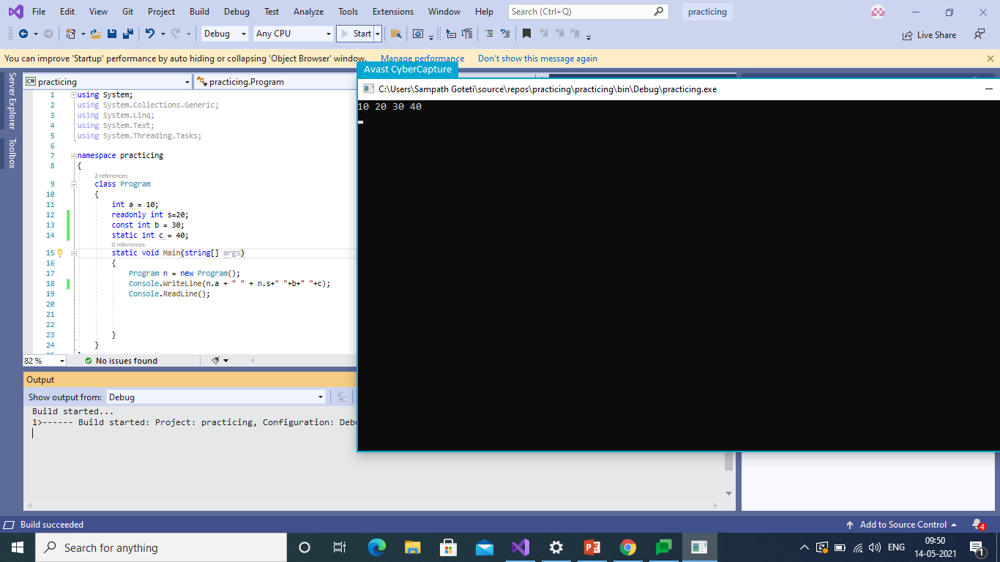 File Edit View Git Project Build Debug Test Analyze Tools Extensions Window Help Search (Ctrl+Q) practicing
Debug Any CPU Start Live Share
You can improve 'Startup' performance by auto hiding or collapsing 'Object Browser' window. Manage performance Don't show this message again
Server Explorer
Toolbox
practicing practicing.Program
1 using System;
2 using System.Collections.Generic;
3 using System.Linq;
4 using System.Text;
5 using System.Threading.Tasks;
6
7 namespace practicing
8 {
2 references
9 class Program
10 {
11 int a = 10;
12 readonly int s=20;
13 const int b = 30;
14 static int c = 40;
0 references
15 static void Main(string[] args)
16 {
17 Program n = new Program();
18 Console.WriteLine(n.a + " " + n.s+" "+b+" "+c);
19 Console.ReadLine();
20
21
22
23 }
24 }
82 % No issues found
Avast CyberCapture
C:\Users\Sampath Goteti\source\repos\practicing\practicing\bin\Debug\practicing.exe
10 20 30 40
Output
Show output from: Debug
Build started...
1>------ Build started: Project: practicing, Configuration: Debu
Build succeeded Add to Source Control 4
Search for anything ENG 09:50
14-05-2021 1